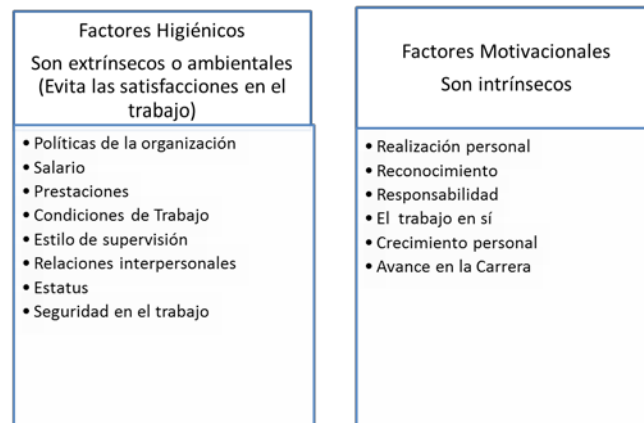 Factores Higiénicos
Son extrínsecos o ambientales
(Evita las satisfacciones en el
trabajo)
• Políticas de la organización
• Salario
• Prestaciones
• Condiciones de Trabajo
• Estilo de supervisión
• Relaciones interpersonales
• Estatus
• Seguridad en el trabajo
Factores Motivacionales
Son intrínsecos
• Realización personal
• Reconocimiento
• Responsabilidad
• El trabajo en sí
• Crecimiento personal
• Avance en la Carrera